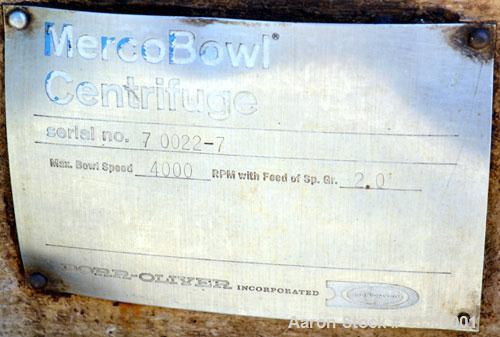 MercoBowl®
Centrifuge
serial no. 7 0022-7
Max. Bowl Speed 4000 RPM with Feed of Sp. Gr. 2.0
DORR-OLIVER INCORPORATED
Aaron Stock #